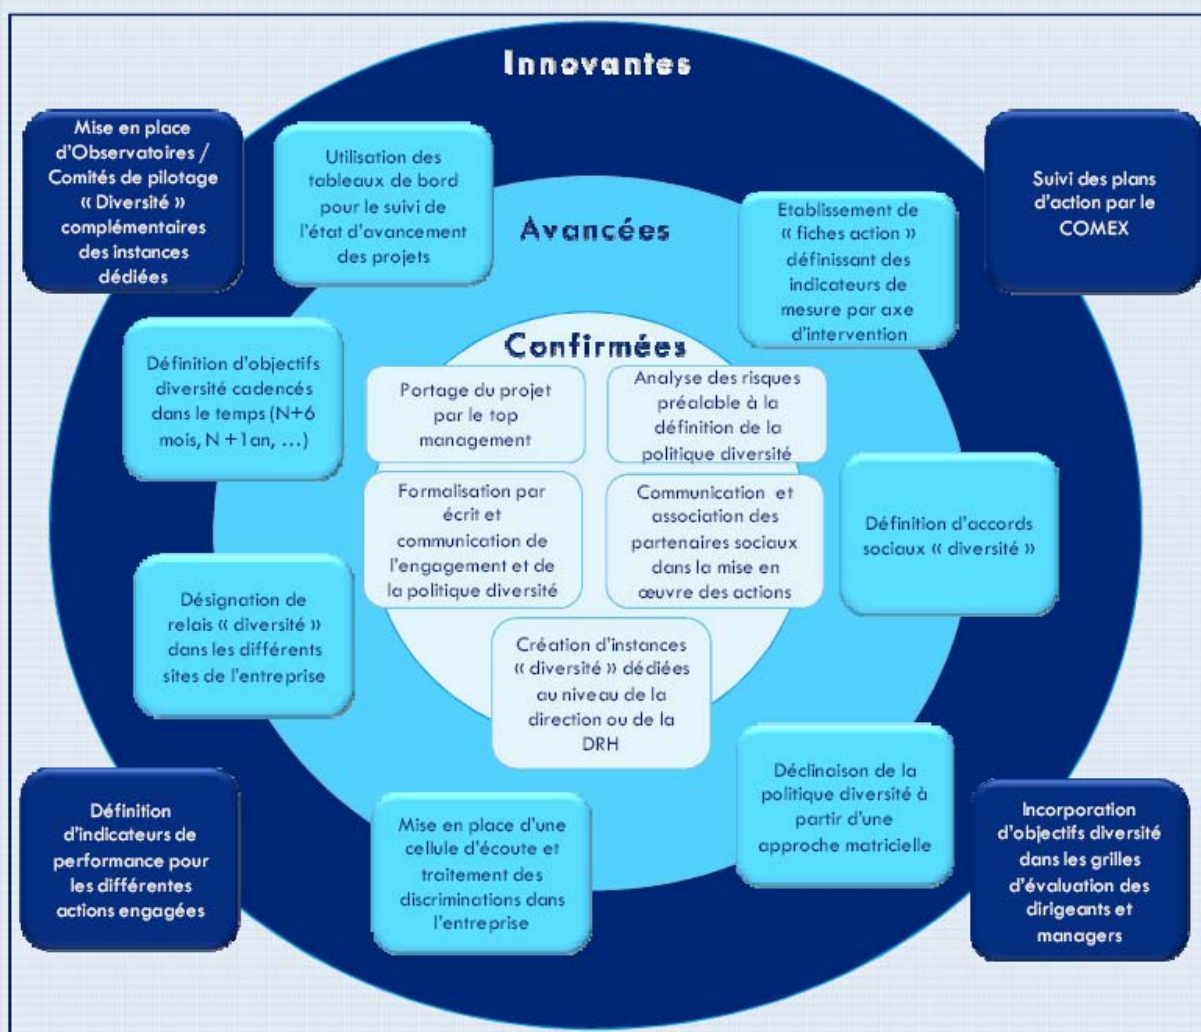 Innovantes
Mise en place
d'Observatoires /
Comités de pilotage
« Diversité »
complémentaires
des instances
dédiées
Utilisation des
tableaux de bord
pour le suivi de
l'état d'avancement
des projets
Avancées
Etablissement de
« fiches action »
définissant des
indicateurs de
mesure par axe
d'intervention
Suivi des plans
d'action par le
COMEX
Définition d'objectifs
diversité cadencés
dans le temps (N+6
mois, N +1an, ...)
Confirmées
Portage du projet
par le top
management
Analyse des risques
préalable à la
définition de la
politique diversité
Formalisation par
écrit et
communication de
l'engagement et de
la politique diversité
Communication et
association des
partenaires sociaux
dans la mise en
œuvre des actions
Définition d'accords
sociaux « diversité »
Désignation de
relais « diversité »
dans les différents
sites de l'entreprise
Création d'instances
« diversité » dédiées
au niveau de la
direction ou de la
DRH
Définition
d'indicateurs de
performance pour
les différentes
actions engagées
Mise en place d'une
cellule d'écoute et
traitement des
discriminations dans
l'entreprise
Déclinaison de la
politique diversité à
partir d'une
approche matricielle
Incorporation
d'objectifs diversité
dans les grilles
d'évaluation des
dirigeants et
managers